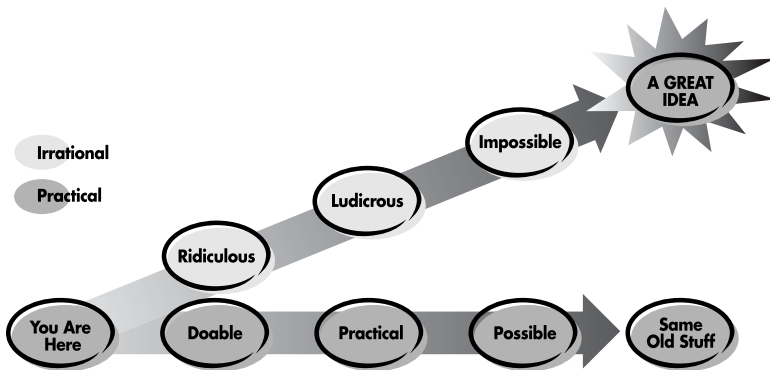 A GREAT
IDEA
Impossible
Irrational
Practical
Ludicrous
Ridiculous
You Are
Here
Doable
Practical
Possible
Same
Old Stuff